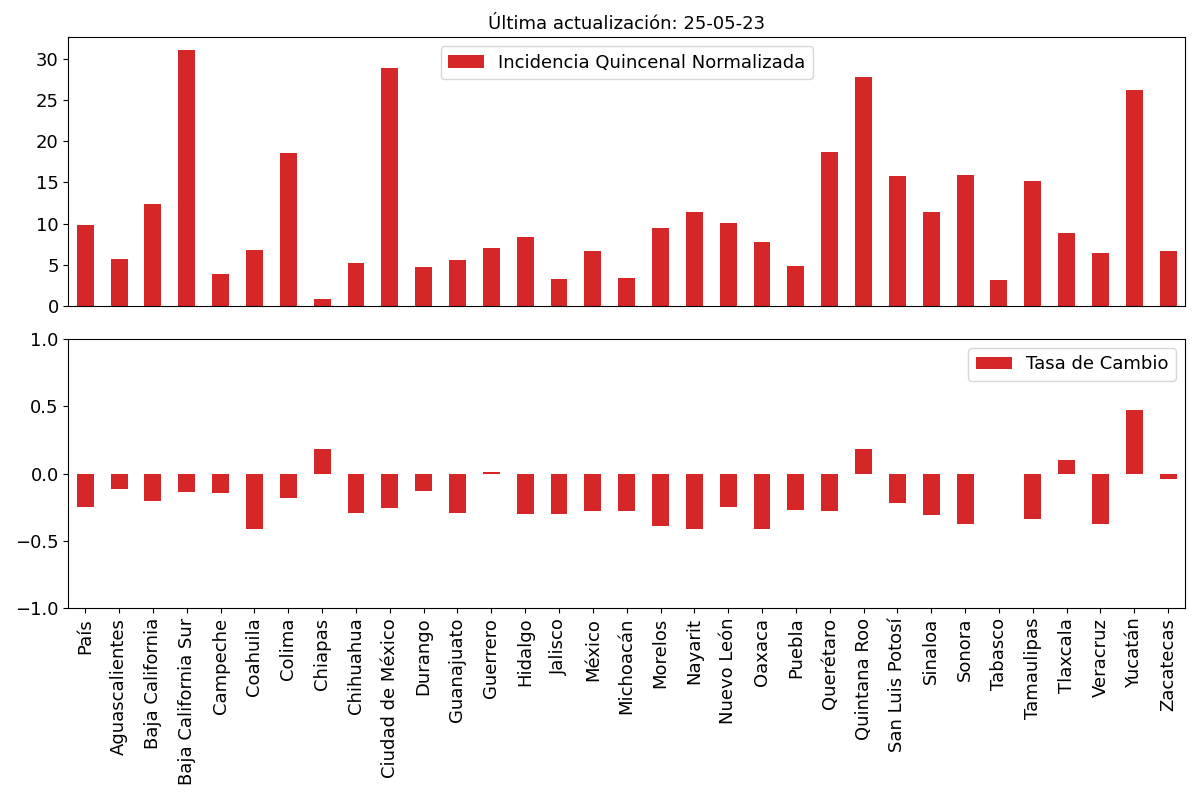 Última actualización: 25-05-23
Incidencia Quincenal Normalizada
30
25
20
15
10
5
0
Tasa de Cambio
1.0
0.5
0.0
−0.5
−1.0
País
Aguascalientes
Baja California
Baja California Sur
Campeche
Coahuila
Colima
Chiapas
Chihuahua
Ciudad de México
Durango
Guanajuato
Guerrero
Hidalgo
Jalisco
México
Michoacán
Morelos
Nayarit
Nuevo León
Oaxaca
Puebla
Querétaro
Quintana Roo
San Luis Potosí
Sinaloa
Sonora
Tabasco
Tamaulipas
Tlaxcala
Veracruz
Yucatán
Zacatecas